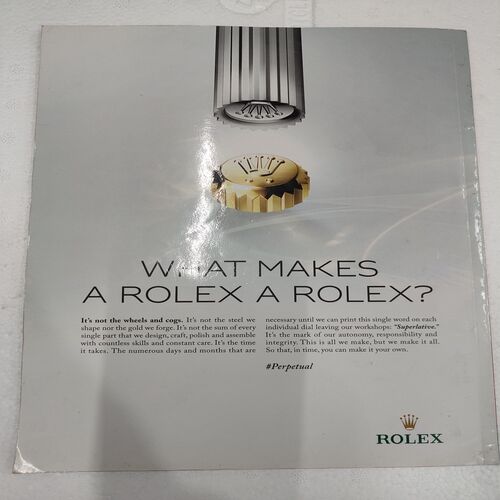 WHAT MAKES
A ROLEX A ROLEX?
It's not the wheels and cogs. It's not the steel we
shape nor the gold we forge. It's not the sum of every
single part that we design, craft, polish and assemble
with countless skills and constant care. It's the time
it takes. The numerous days and months that are
necessary until we can print this single word on each
individual dial leaving our workshops: "Superlative."
It's the mark of our autonomy, responsibility and
integrity. This is all we make, but we make it all.
So that, in time, you can make it your own.
#Perpetual
ROLEX